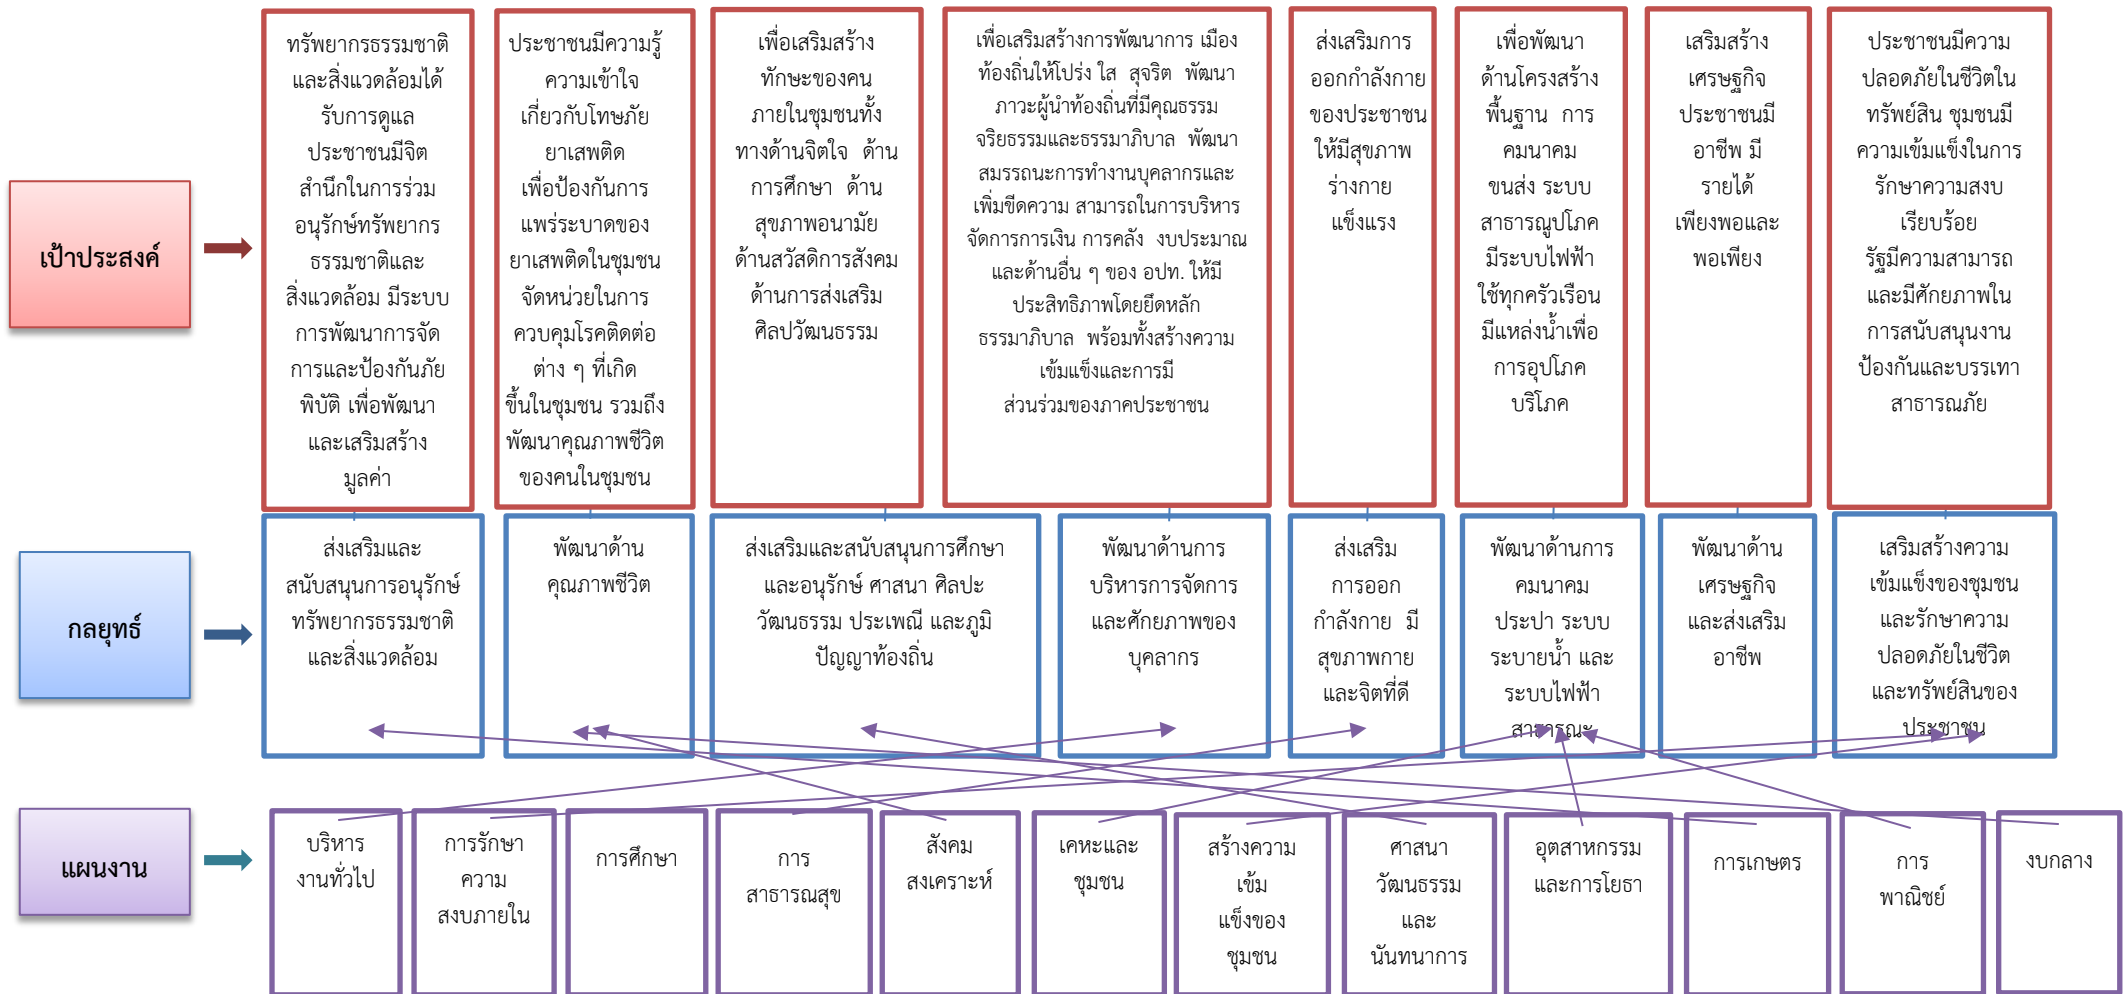 เป้าประสงค์
ทรัพยากรธรรมชาติ
และสิ่งแวดล้อมได้
รับการดูแล
ประชาชนมีจิต
สำนึกในการร่วม
อนุรักษ์ทรัพยากร
ธรรมชาติและ
สิ่งแวดล้อม มีระบบ
การพัฒนาการจัด
การและป้องกันภัย
พิบัติ เพื่อพัฒนา
และเสริมสร้าง
มูลค่า
ประชาชนมีความรู้
ความเข้าใจ
เกี่ยวกับโทษภัย
ยาเสพติด
เพื่อป้องกันการ
แพร่ระบาดของ
ยาเสพติดในชุมชน
จัดหน่วยในการ
ควบคุมโรคติดต่อ
ต่าง ๆ ที่เกิด
ขึ้นในชุมชน รวมถึง
พัฒนาคุณภาพชีวิต
ของคนในชุมชน
เพื่อเสริมสร้าง
ทักษะของคน
ภายในชุมชนทั้ง
ทางด้านจิตใจ ด้าน
การศึกษา ด้าน
สุขภาพอนามัย
ด้านสวัสดิการสังคม
ด้านการส่งเสริม
ศิลปวัฒนธรรม
เพื่อเสริมสร้างการพัฒนาการ เมือง
ท้องถิ่นให้โปร่ง ใส สุจริต พัฒนา
ภาวะผู้นำท้องถิ่นที่มีคุณธรรม
จริยธรรมและธรรมาภิบาล พัฒนา
สมรรถนะการทำงานบุคลากรและ
เพิ่มขีดความ สามารถในการบริหาร
จัดการการเงิน การคลัง งบประมาณ
และด้านอื่น ๆ ของ อปท. ให้มี
ประสิทธิภาพโดยยึดหลัก
ธรรมาภิบาล พร้อมทั้งสร้างความ
เข้มแข็งและการมี
ส่วนร่วมของภาคประชาชน
ส่งเสริมการ
ออกกำลังกาย
ของประชาชน
ให้มีสุขภาพ
ร่างกาย
แข็งแรง
เพื่อพัฒนา
ด้านโครงสร้าง
พื้นฐาน การ
คมนาคม
ขนส่ง ระบบ
สาธารณูปโภค
มีระบบไฟฟ้า
ใช้ทุกครัวเรือน
มีแหล่งน้ำเพื่อ
การอุปโภค
บริโภค
เสริมสร้าง
เศรษฐกิจ
ประชาชนมี
อาชีพ มี
รายได้
เพียงพอและ
พอเพียง
ประชาชนมีความ
ปลอดภัยในชีวิตใน
ทรัพย์สิน ชุมชนมี
ความเข้มแข็งในการ
รักษาความสงบ
เรียบร้อย
รัฐมีความสามารถ
และมีศักยภาพใน
การสนับสนุนงาน
ป้องกันและบรรเทา
สาธารณภัย
กลยุทธ์
ส่งเสริมและ
สนับสนุนการอนุรักษ์
ทรัพยากรธรรมชาติ
และสิ่งแวดล้อม
พัฒนาด้าน
คุณภาพชีวิต
ส่งเสริมและสนับสนุนการศึกษา
และอนุรักษ์ ศาสนา ศิลปะ
วัฒนธรรม ประเพณี และภูมิ
ปัญญาท้องถิ่น
พัฒนาด้านการ
บริหารการจัดการ
และศักยภาพของ
บุคลากร
ส่งเสริม
การออก
กำลังกาย มี
สุขภาพกาย
และจิตที่ดี
พัฒนาด้านการ
คมนาคม
ประปา ระบบ
ระบายน้ำ และ
ระบบไฟฟ้า
สาธารณะ
พัฒนาด้าน
เศรษฐกิจ
และส่งเสริม
อาชีพ
เสริมสร้างความ
เข้มแข็งของชุมชน
และรักษาความ
ปลอดภัยในชีวิต
และทรัพย์สินของ
ประชาชน
แผนงาน
บริหาร
งานทั่วไป
การรักษา
ความ
สงบภายใน
การศึกษา
การ
สาธารณสุข
สังคม
สงเคราะห์
เคหะและ
ชุมชน
สร้างความ
เข้ม
แข็งของ
ชุมชน
ศาสนา
วัฒนธรรม
และ
นันทนาการ
อุตสาหกรรม
และการโยธา
การเกษตร
การ
พาณิชย์
งบกลาง